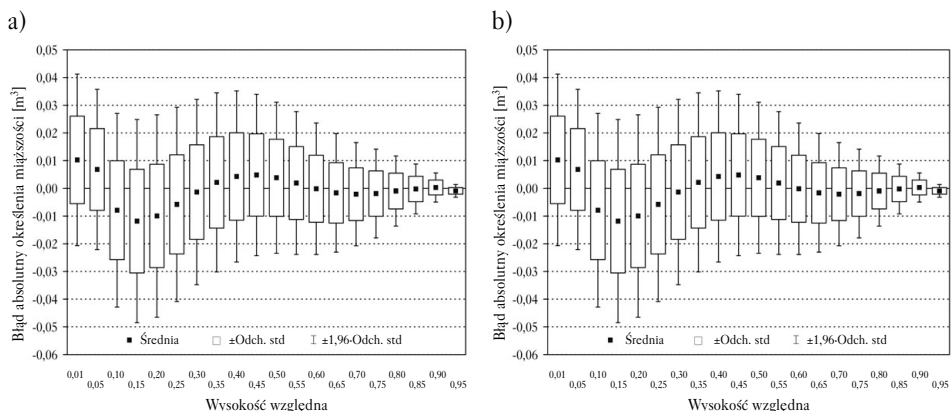 a)
Błąd absolutny określenia miąższości [m³]
0,05
0,04
0,03
0,02
0,01
0,00
-0,01
-0,02
-0,03
-0,04
-0,05
-0,06
Średnia ±Odch. std ±1,96·Odch. std
0,01 0,10 0,20 0,30 0,40 0,50 0,60 0,70 0,80 0,90
0,05 0,15 0,25 0,35 0,45 0,55 0,65 0,75 0,85 0,95
Wysokość względna
b)
Błąd absolutny określenia miąższości [m³]
0,05
0,04
0,03
0,02
0,01
0,00
-0,01
-0,02
-0,03
-0,04
-0,05
-0,06
Średnia ±Odch. std ±1,96-Odch. std
0,01 0,10 0,20 0,30 0,40 0,50 0,60 0,70 0,80 0,90
0,05 0,15 0,25 0,35 0,45 0,55 0,65 0,75 0,85 0,95
Wysokość względna